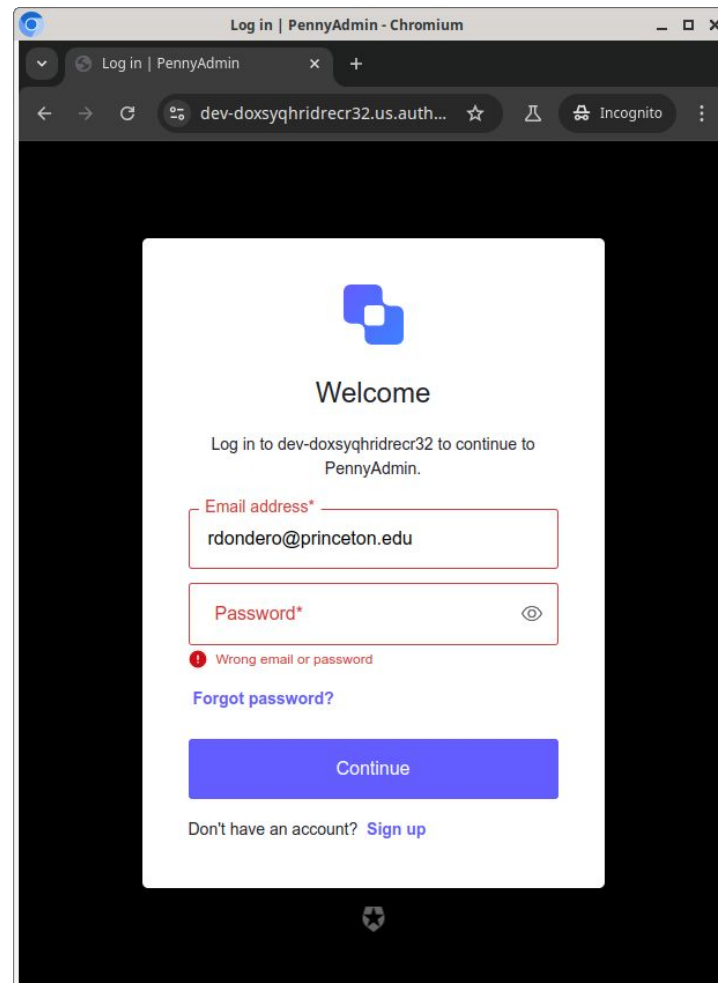 Log in | PennyAdmin - Chromium
Log in | PennyAdmin
dev-doxsyqhridrecr32.us.auth...
Incognito
Welcome
Log in to dev-doxsyqhridrecr32 to continue to
PennyAdmin.
Email address*
rdondero@princeton.edu
Password*
Wrong email or password
Forgot password?
Continue
Don't have an account? Sign up